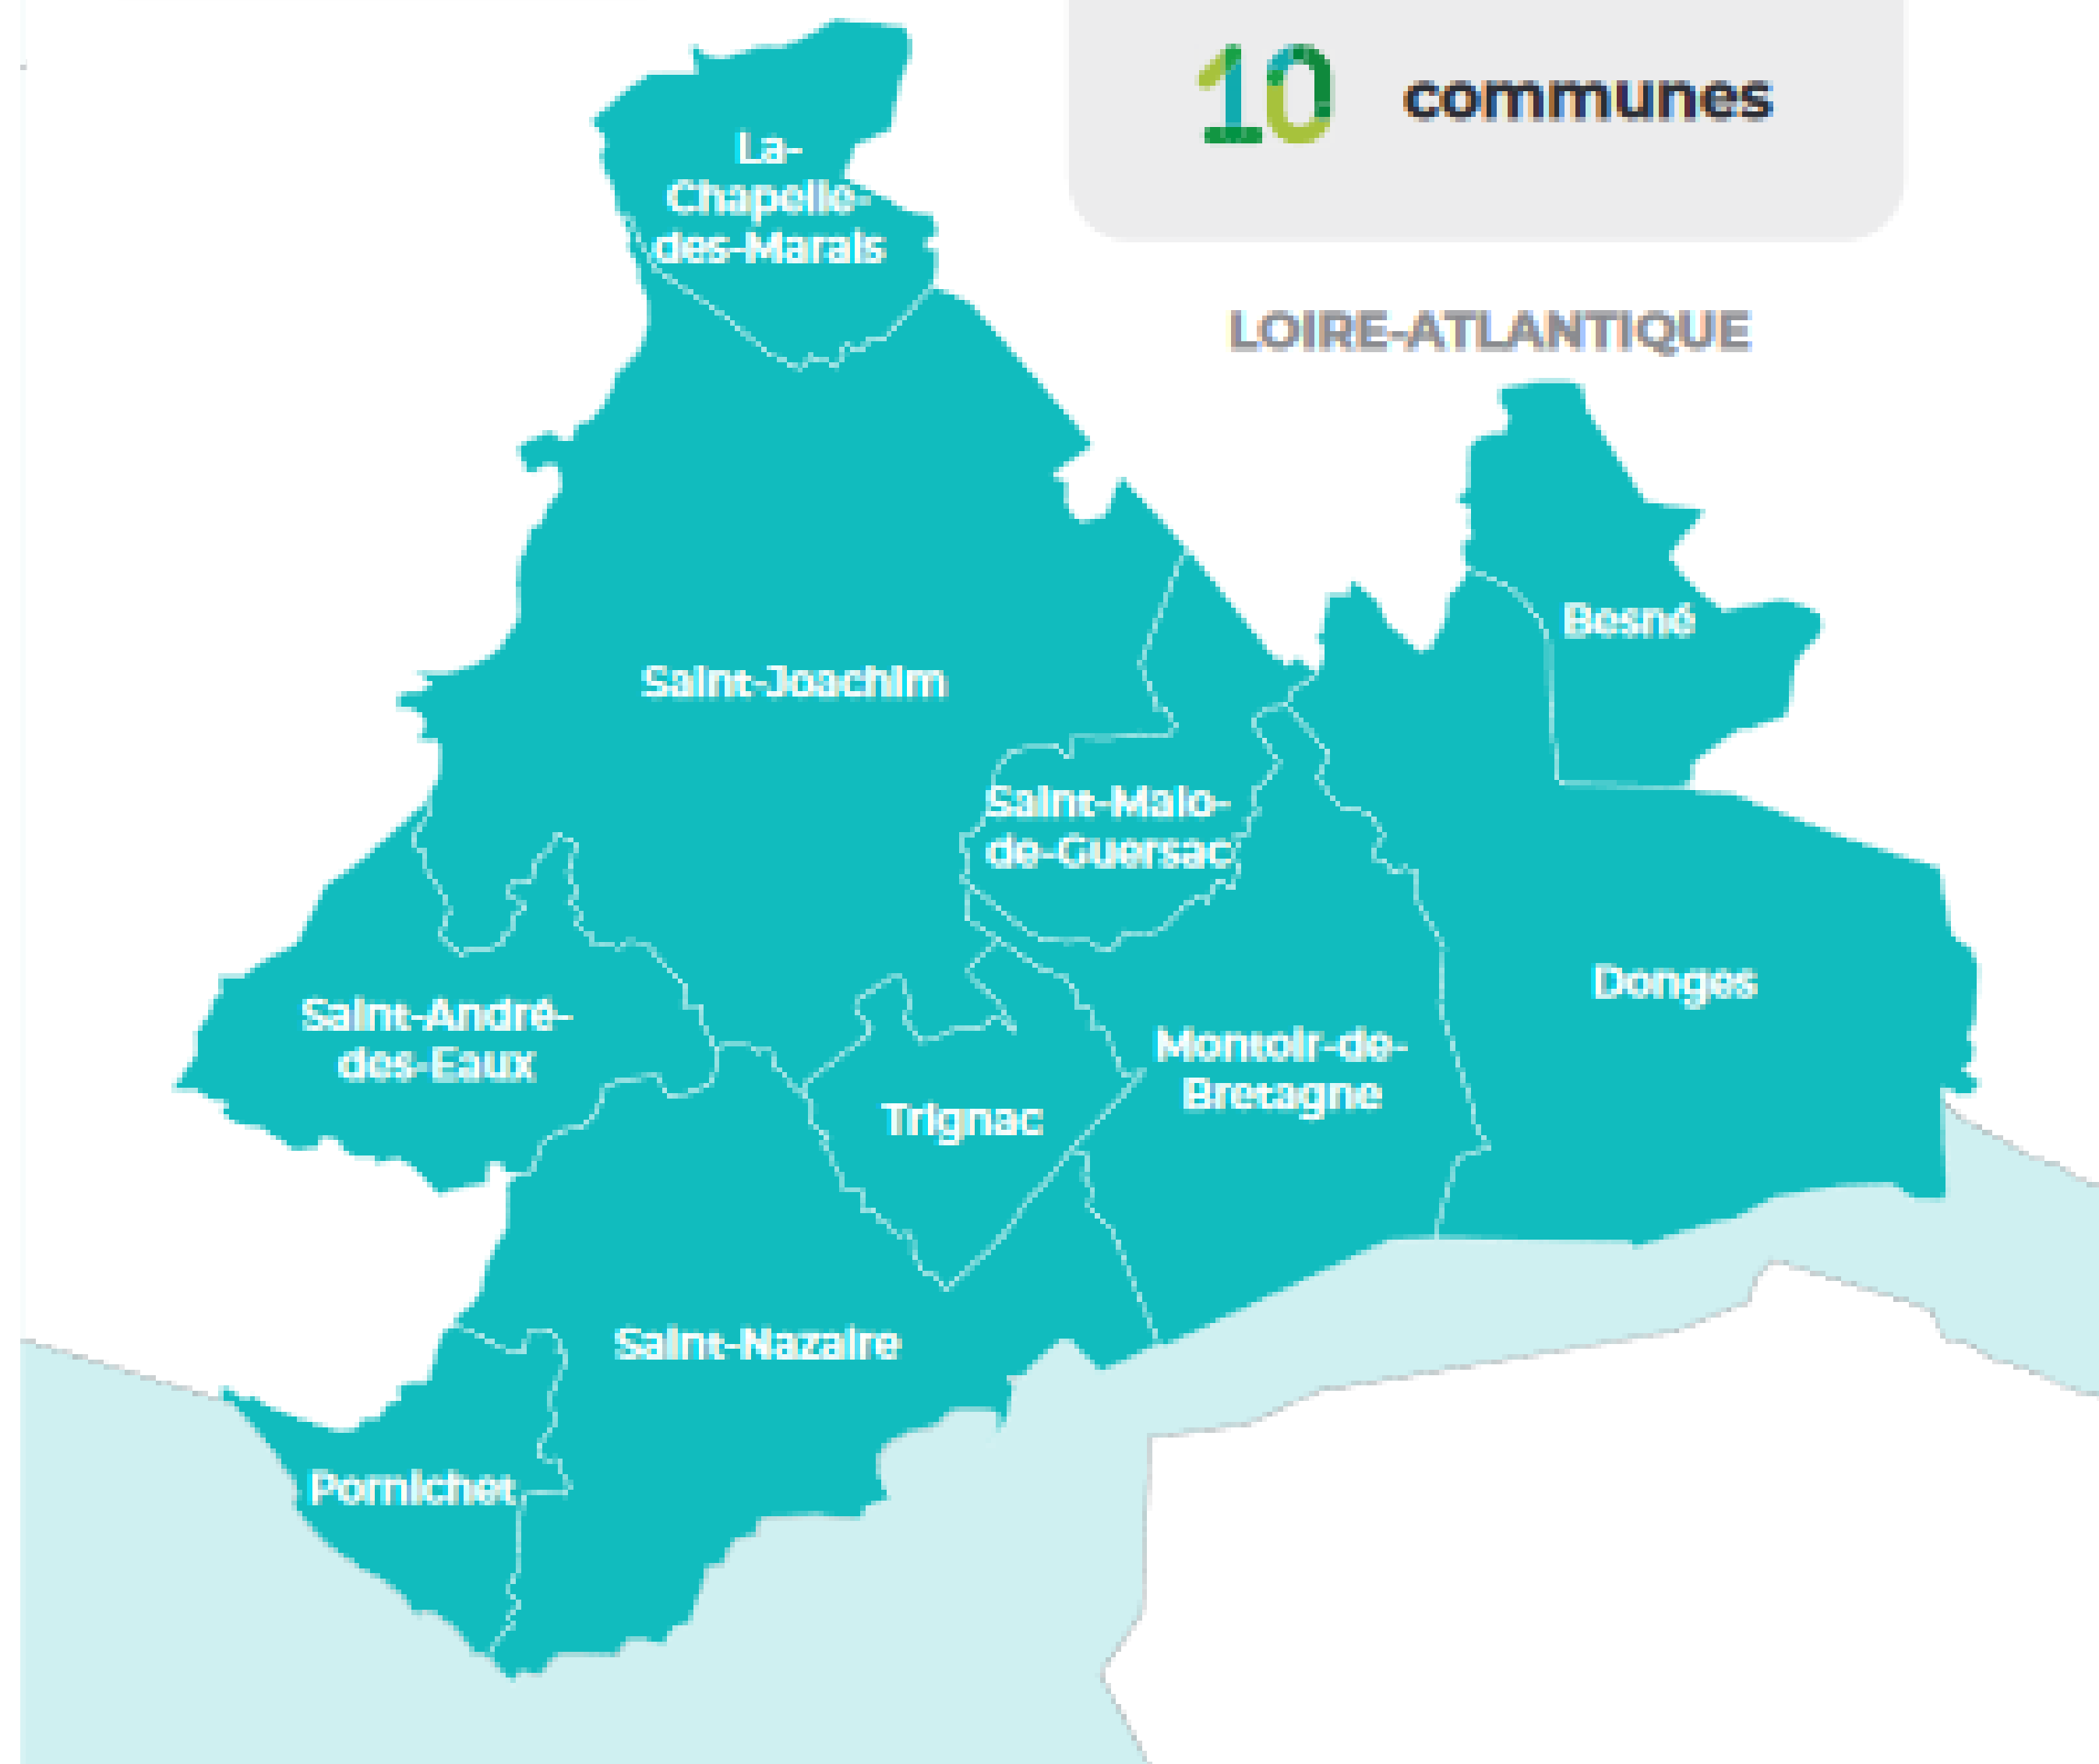 10 communes
LOIRE-ATLANTIQUE
La-
Chapelle-
des-Marais
Besné
Saint-Joachim
Saint-Malo-
de-Guersac
Donges
Saint-André-
des-Eaux
Montoir-de-
Bretagne
Trignac
Saint-Nazaire
Pornichet